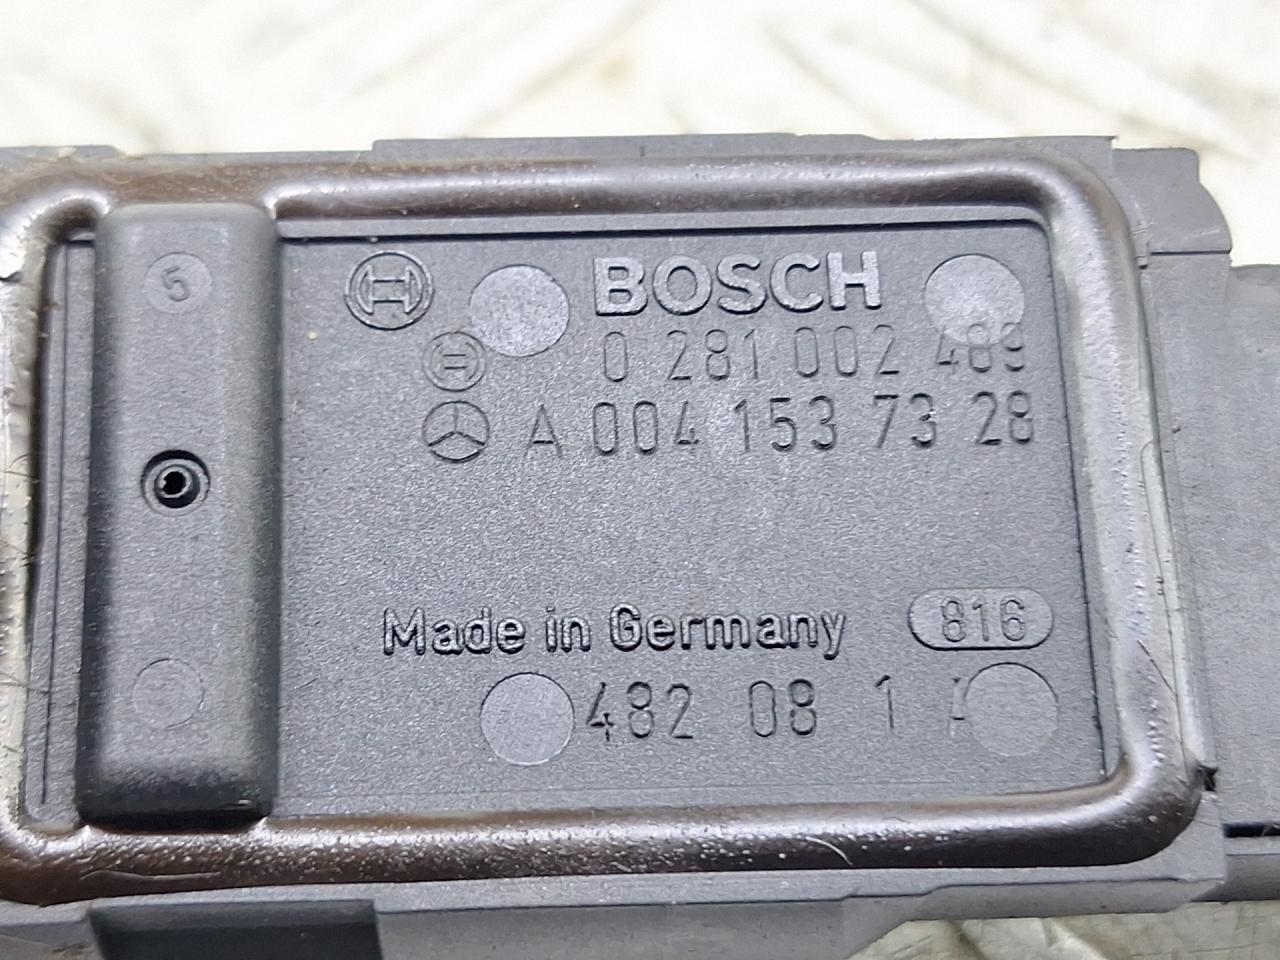 5
BOSCH
0 281 002 489
A 004 153 73 28
Made in Germany
816
482 08 1 A